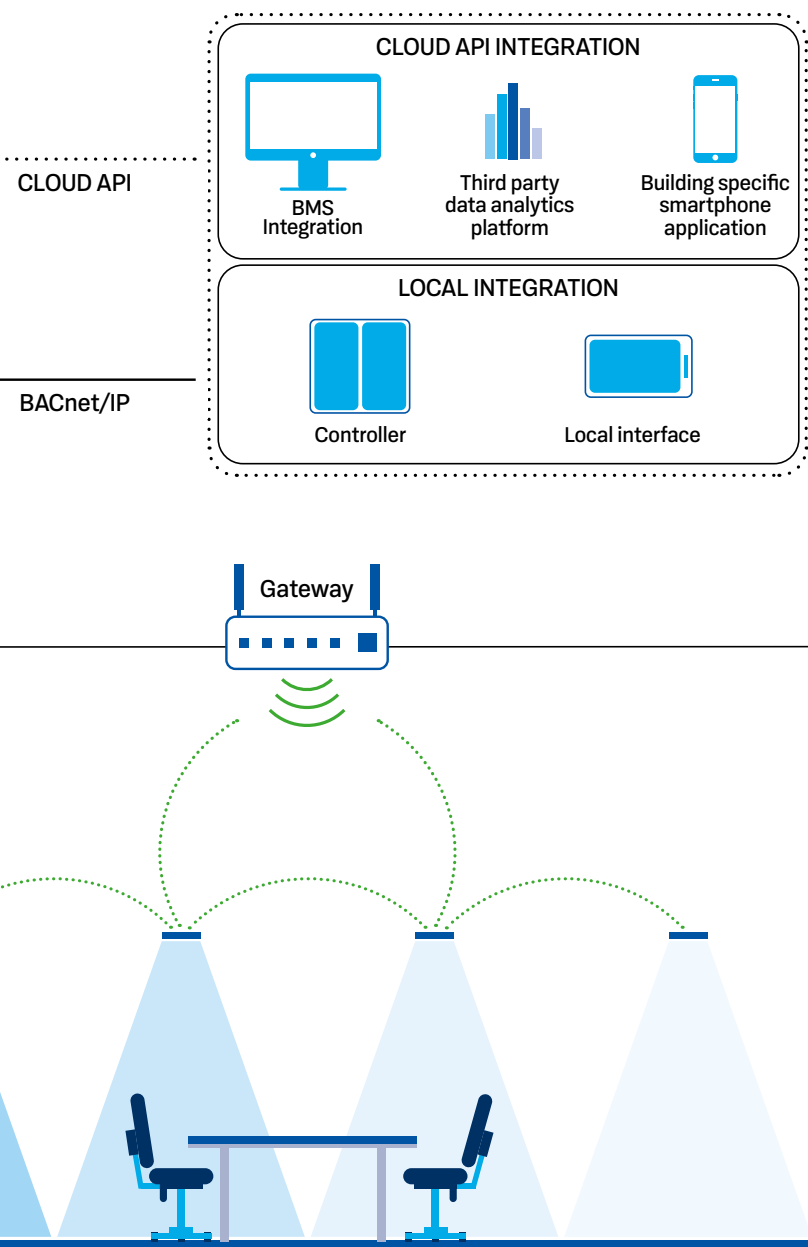 CLOUD API INTEGRATION
BMS
Integration
Third party
data analytics
platform
Building specific
smartphone
application
CLOUD API
LOCAL INTEGRATION
Controller
Local interface
BACnet/IP
Gateway